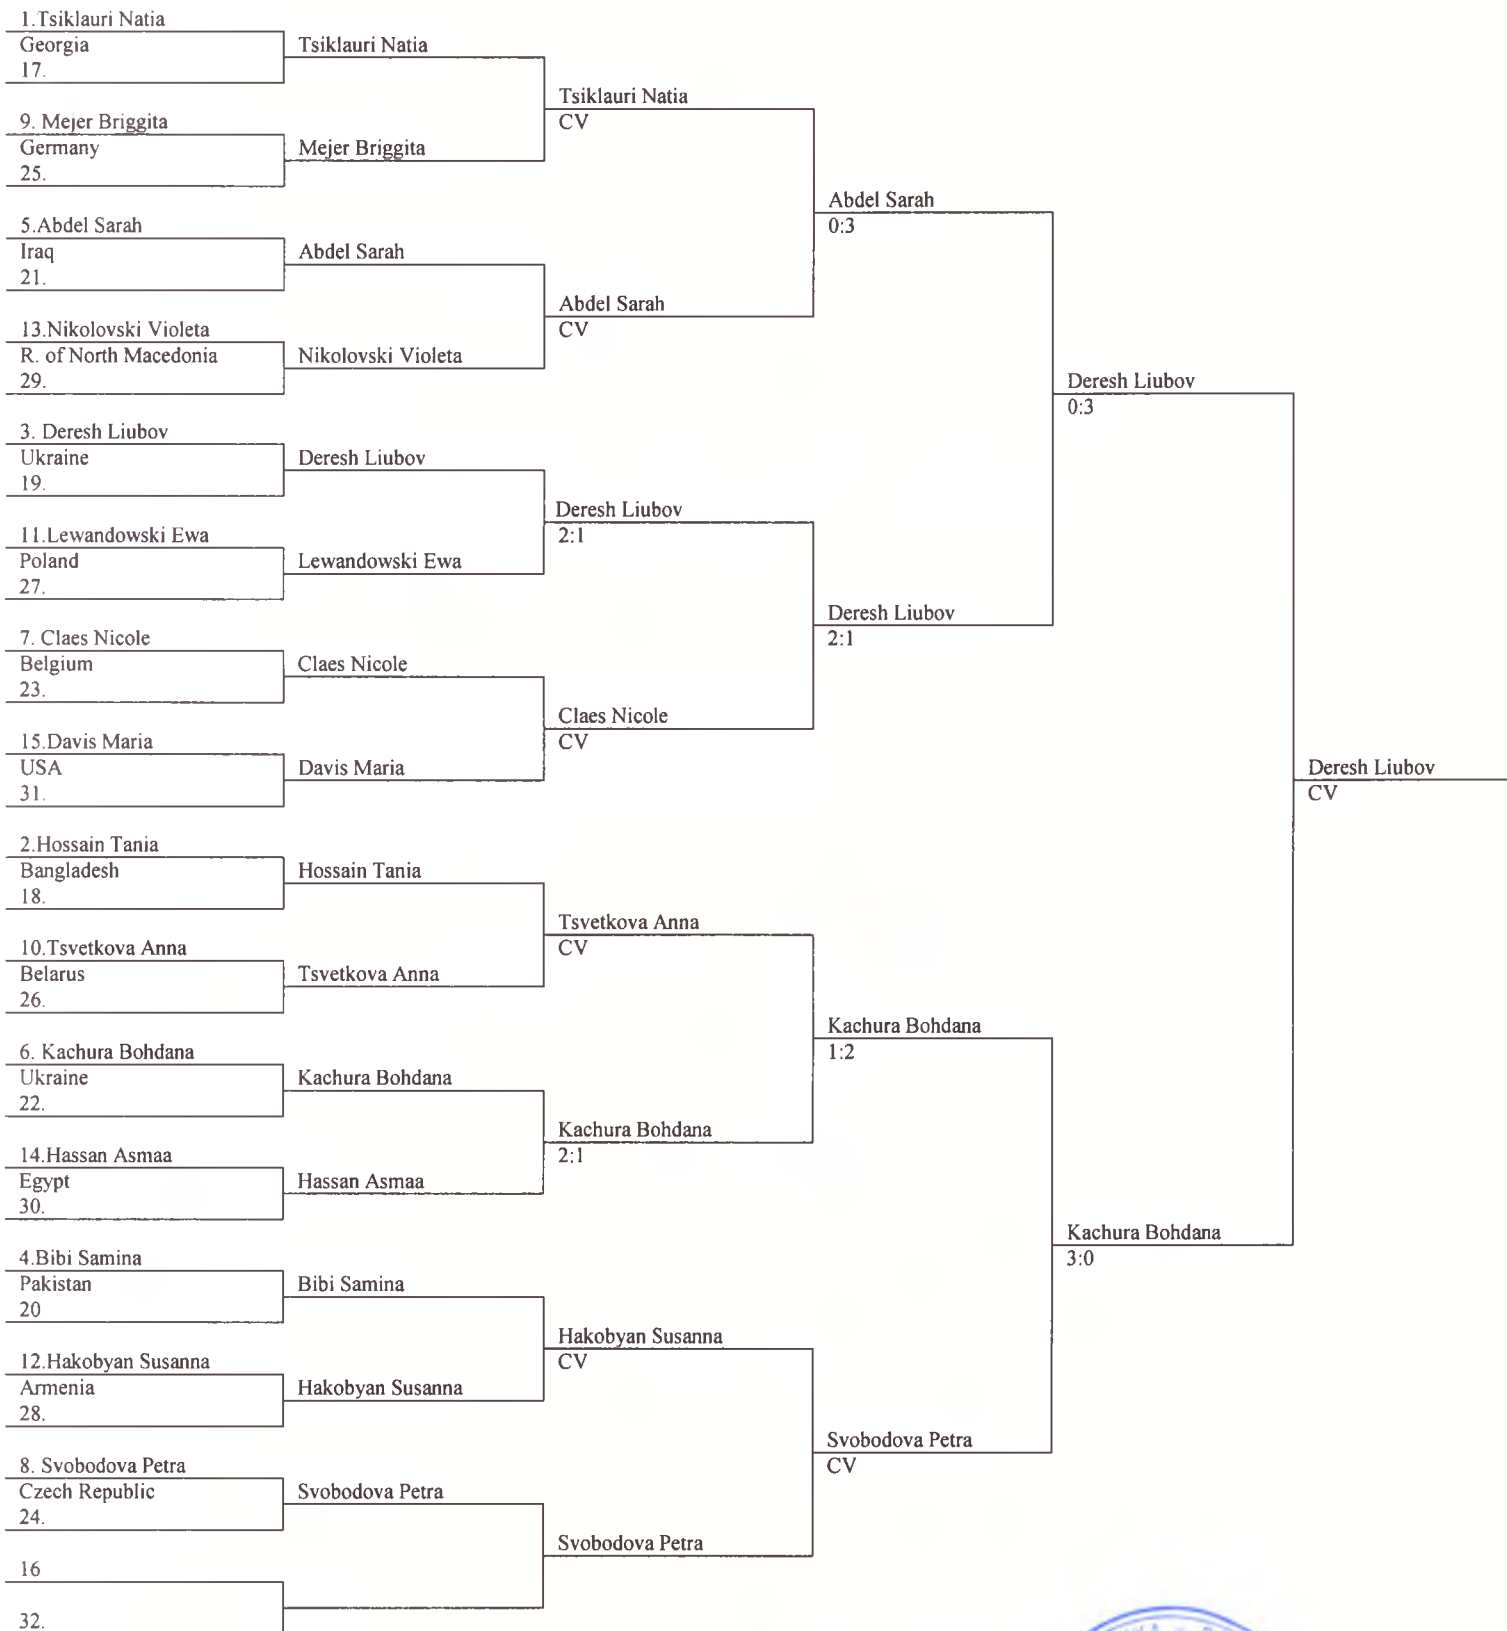 1.Tsiklauri Natia
Georgia
17.
9. Mejer Briggita
Germany
25.
5.Abdel Sarah
Iraq
21.
13.Nikolovski Violeta
R. of North Macedonia
29.
3. Deresh Liubov
Ukraine
19.
11.Lewandowski Ewa
Poland
27.
7. Claes Nicole
Belgium
23.
15.Davis Maria
USA
31.
2.Hossain Tania
Bangladesh
18.
10.Tsvetkova Anna
Belarus
26.
6. Kachura Bohdana
Ukraine
22.
14.Hassan Asmaa
Egypt
30.
4.Bibi Samina
Pakistan
20
12.Hakobyan Susanna
Armenia
28.
8. Svobodova Petra
Czech Republic
24.
16
32.
Tsiklauri Natia
Mejer Briggita
Abdel Sarah
Nikolovski Violeta
Deresh Liubov
Lewandowski Ewa
Claes Nicole
Davis Maria
Hossain Tania
Tsvetkova Anna
Kachura Bohdana
Hassan Asmaa
Bibi Samina
Hakobyan Susanna
Svobodova Petra
Tsiklauri Natia
CV
Abdel Sarah
CV
Deresh Liubov
2:1
Claes Nicole
CV
Tsvetkova Anna
CV
Kachura Bohdana
2:1
Hakobyan Susanna
CV
Svobodova Petra
Abdel Sarah
0:3
Deresh Liubov
2:1
Kachura Bohdana
1:2
Svobodova Petra
CV
Deresh Liubov
0:3
Kachura Bohdana
3:0
Deresh Liubov
CV